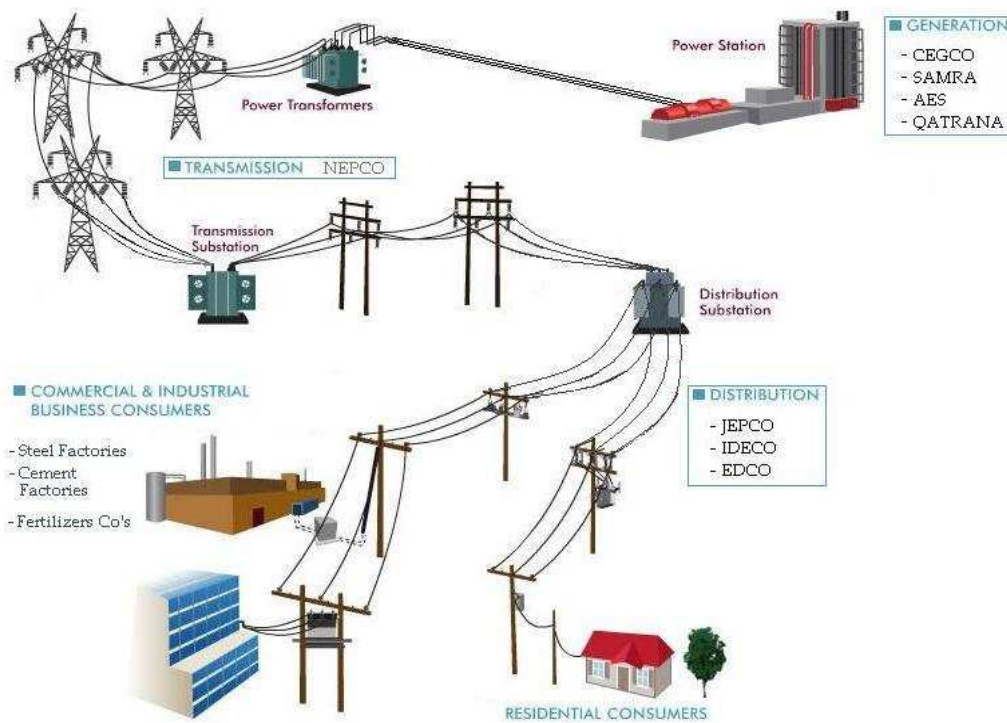 Power Station
GENERATION
- CEGCO
- SAMRA
- AES
- QATRANA
Power Transformers
TRANSMISSION NEPCO
Transmission
Substation
Distribution
Substation
COMMERCIAL & INDUSTRIAL
BUSINESS CONSUMERS
- Steel Factories
- Cement
Factories
- Fertilizers Co's
DISTRIBUTION
- JEPCO
- IDECO
- EDCO
RESIDENTIAL CONSUMERS